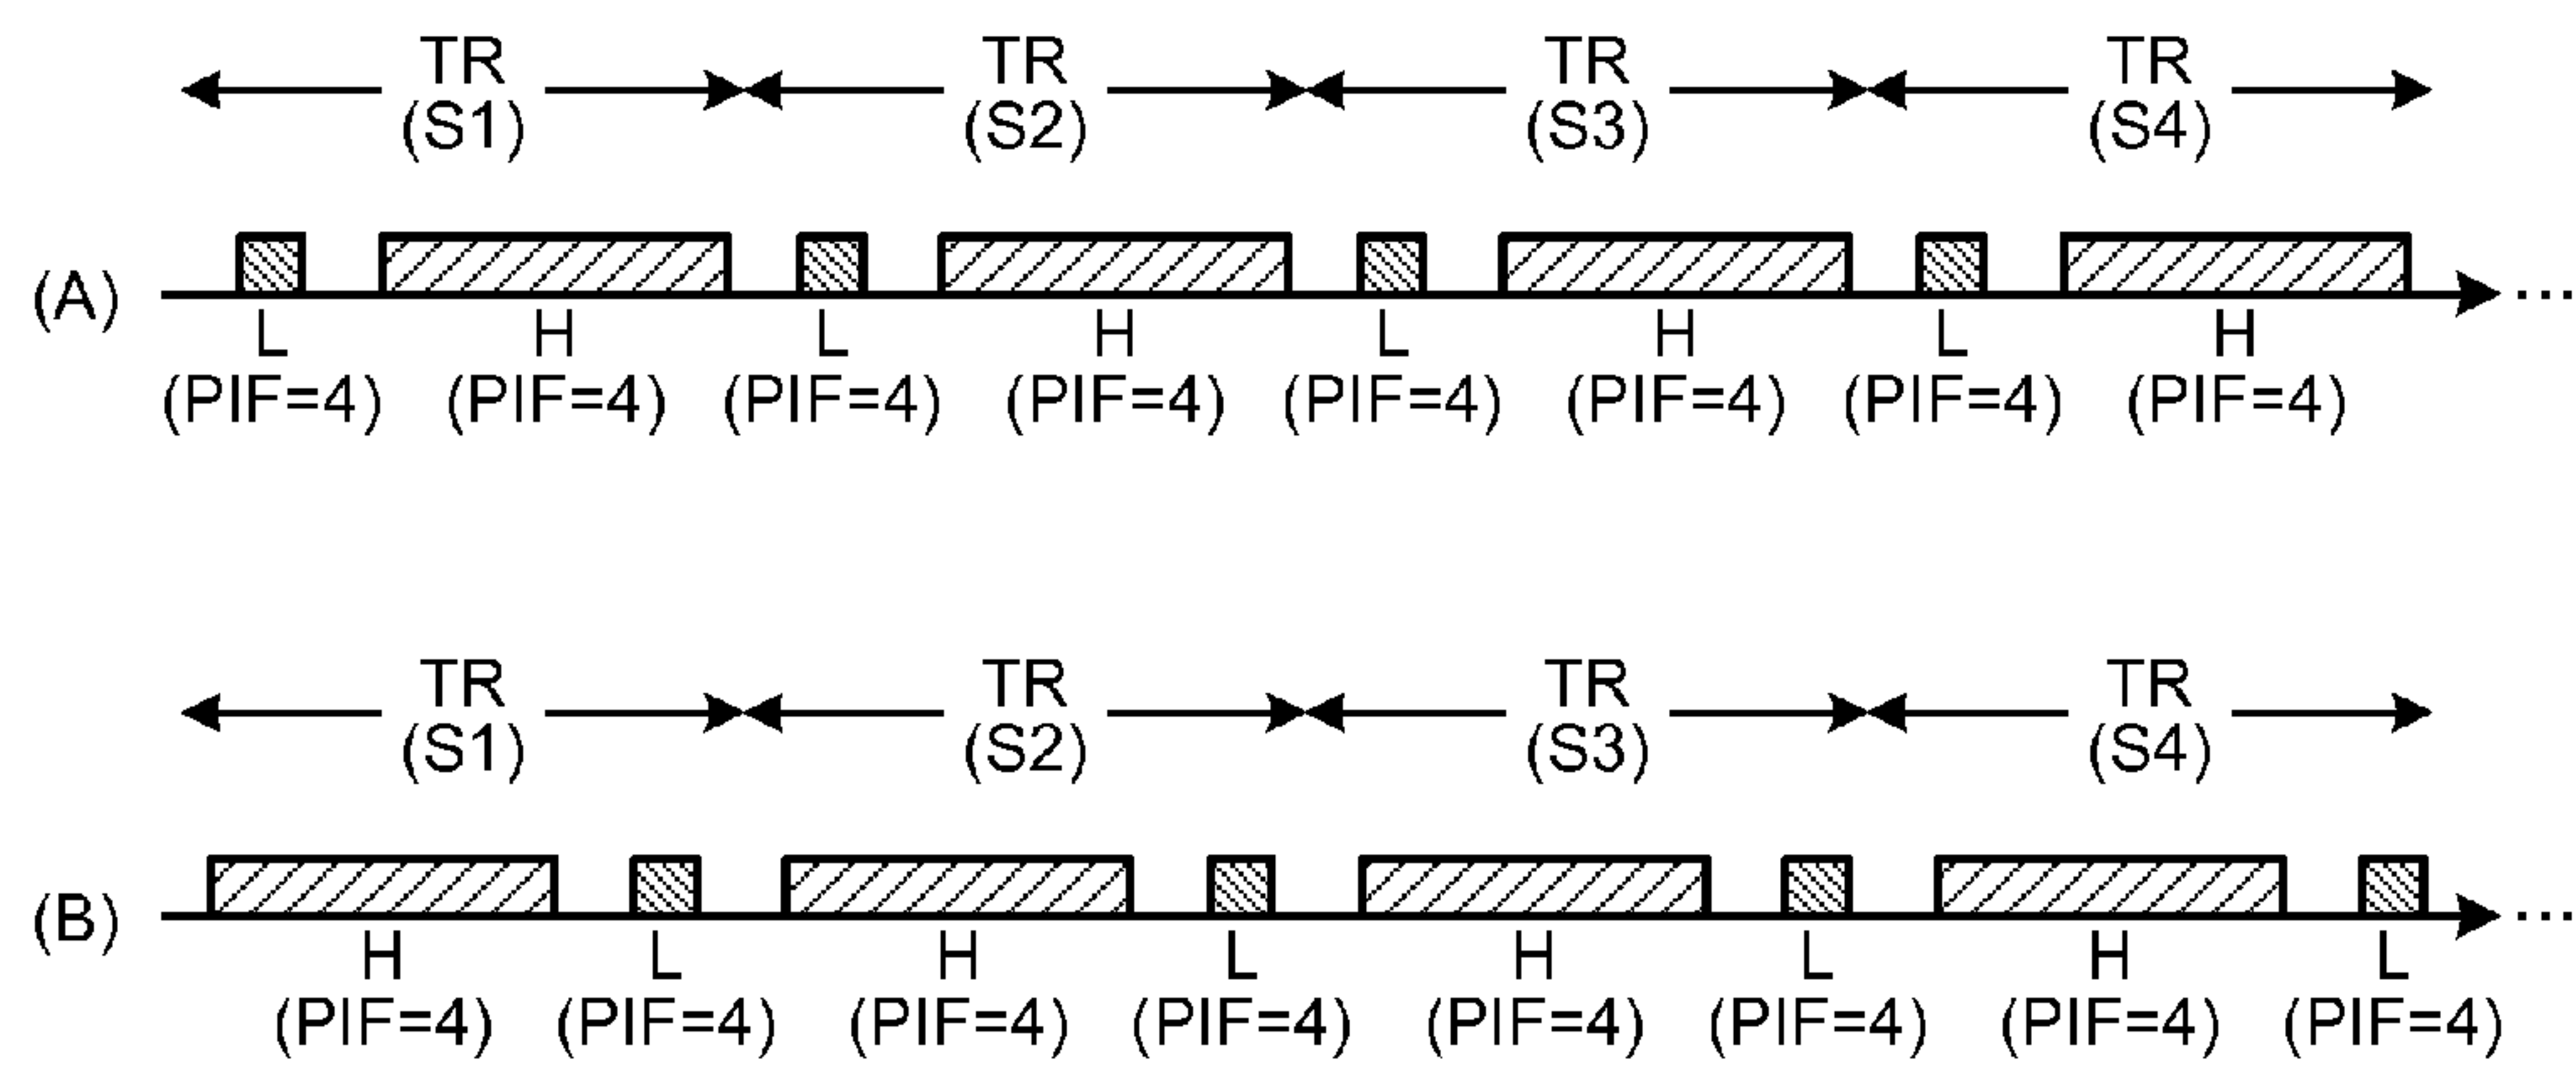 TR TR TR TR
(S1) (S2) (S3) (S4)
(A) ...
L H L H L H L H
(PIF=4) (PIF=4) (PIF=4) (PIF=4) (PIF=4) (PIF=4) (PIF=4) (PIF=4)
TR TR TR TR
(S1) (S2) (S3) (S4)
(B) ...
H L H L H L H L
(PIF=4) (PIF=4) (PIF=4) (PIF=4) (PIF=4) (PIF=4) (PIF=4) (PIF=4)